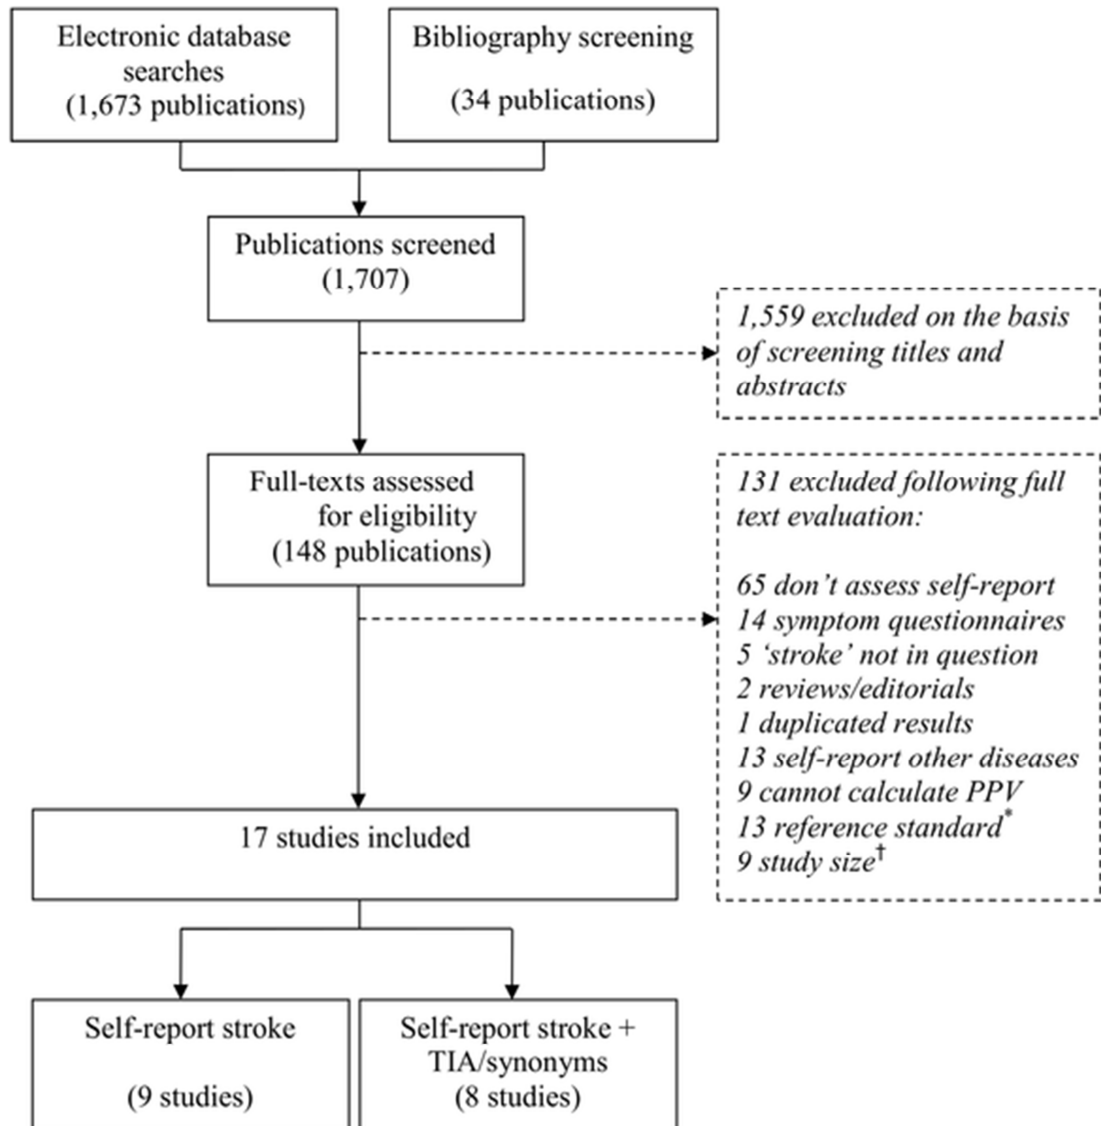 Electronic database
searches
(1,673 publications)
Bibliography screening
(34 publications)
Publications screened
(1,707)
1,559 excluded on the basis
of screening titles and
abstracts
Full-texts assessed
for eligibility
(148 publications)
131 excluded following full
text evaluation:
65 don’t assess self-report
14 symptom questionnaires
5 ‘stroke’ not in question
2 reviews/editorials
1 duplicated results
13 self-report other diseases
9 cannot calculate PPV
13 reference standard*
9 study size†
17 studies included
Self-report stroke
(9 studies)
Self-report stroke +
TIA/synonyms
(8 studies)